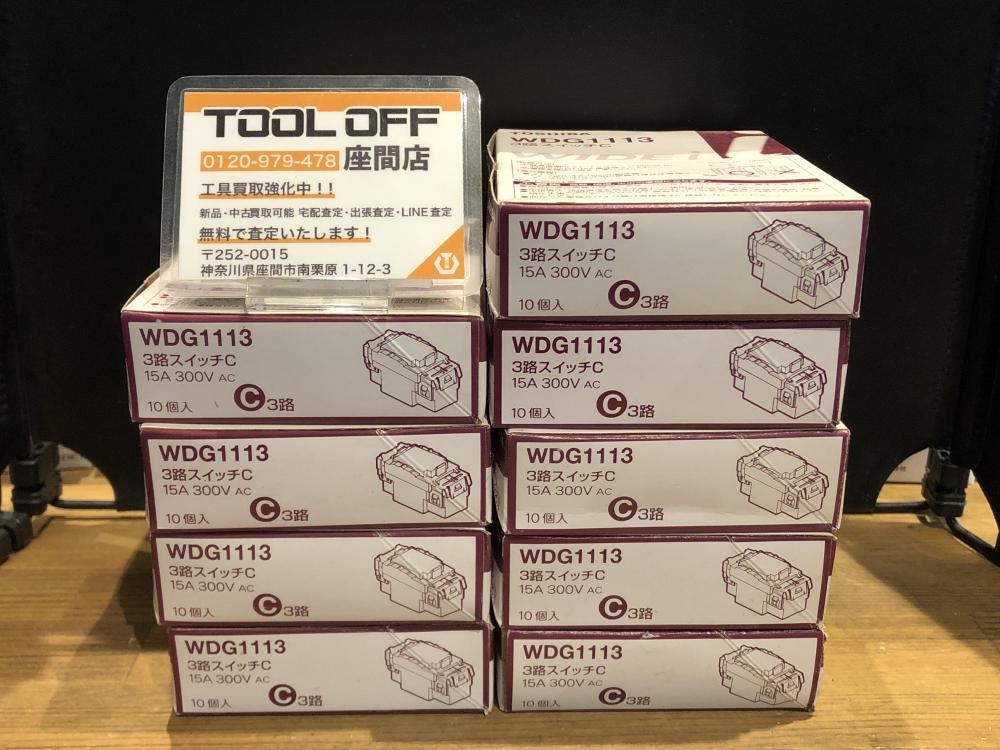 TOOL OFF
0120-979-478 座間店
工具買取強化中！！
新品・中古買取可能 宅配査定・出張査定・LINE査定
無料で査定いたします！
〒252-0015
神奈川県座間市南栗原 1-12-3
WDG1113
3路スイッチC
15A 300V AC
10個入
C3路
WDG1113
3路スイッチC
15A 300V AC
10個入
C3路
WDG1113
3路スイッチC
15A 300V AC
10個入
C3路
WDG1113
3路スイッチC
15A 300V AC
10個入
C3路
TOSHIBA
WDG1113
3路スイッチC
WDG1113
3路スイッチC
15A 300V AC
10個入
C3路
WDG1113
3路スイッチC
15A 300V AC
10個入
C3路
WDG1113
3路スイッチC
15A 300V AC
10個入
C3路
WDG1113
3路スイッチC
15A 300V AC
10個入
C3路
WDG1113
3路スイッチC
15A 300V AC
10個入
C3路